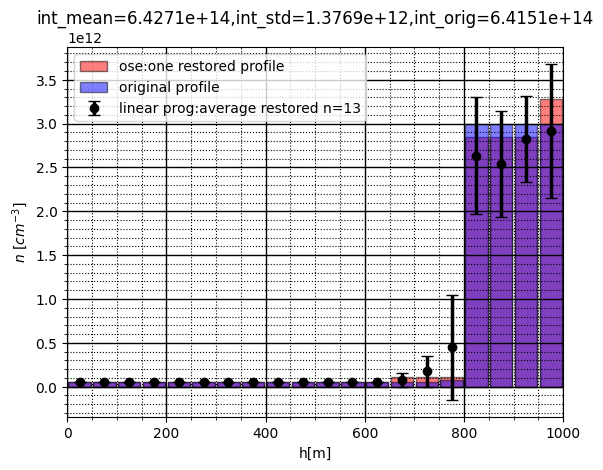 int_mean=6.4271e+14,int_std=1.3769e+12,int_orig=6.4151e+14
1e12
ose:one restored profile
original profile
linear prog:average restored n=13
3.5
3.0
2.5
2.0
1.5
1.0
0.5
0.0
n [cm⁻³]
0 200 400 600 800 1000
h[m]